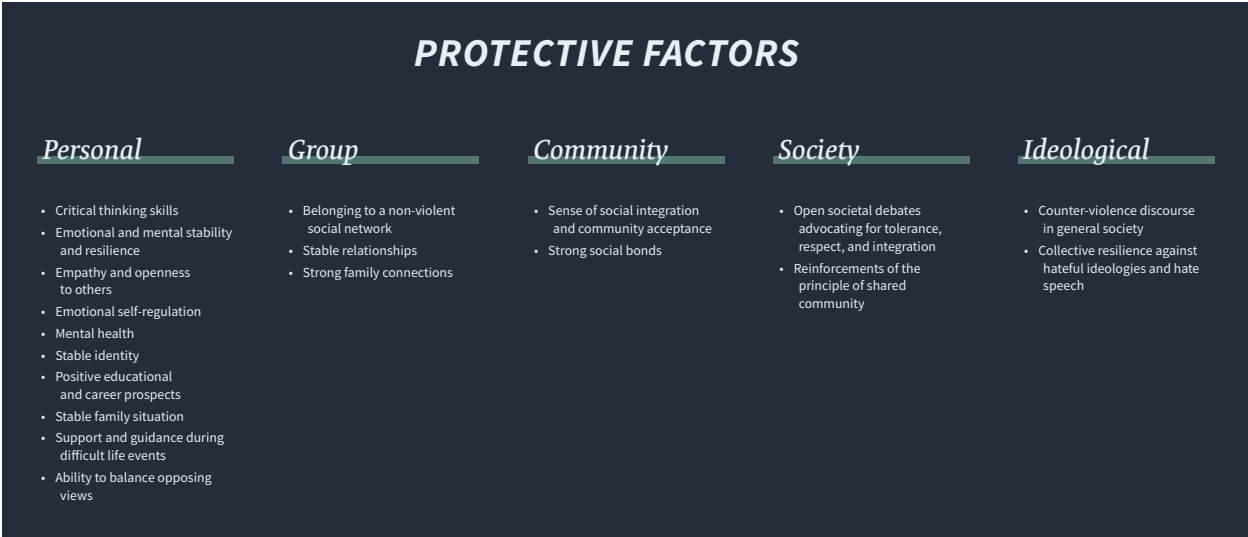 PROTECTIVE FACTORS
Personal
• Critical thinking skills
• Emotional and mental stability
and resilience
• Empathy and openness
to others
• Emotional self-regulation
• Mental health
• Stable identity
• Positive educational
and career prospects
• Stable family situation
• Support and guidance during
difficult life events
• Ability to balance opposing
views
Group
• Belonging to a non-violent
social network
• Stable relationships
• Strong family connections
Community
• Sense of social integration
and community acceptance
• Strong social bonds
Society
• Open societal debates
advocating for tolerance,
respect, and integration
• Reinforcements of the
principle of shared
community
Ideological
• Counter-violence discourse
in general society
• Collective resilience against
hateful ideologies and hate
speech